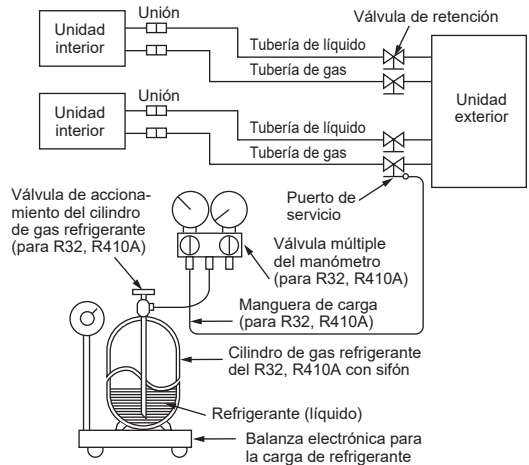 Unidad
interior
Unión
Tubería de líquido
Tubería de gas
Válvula de retención
Unidad
exterior
Unidad
interior
Unión
Tubería de líquido
Tubería de gas
Puerto de
servicio
Válvula de acciona-
miento del cilindro
de gas refrigerante
(para R32, R410A)
Válvula múltiple
del manómetro
(para R32, R410A)
Manguera de carga
(para R32, R410A)
Cilindro de gas refrigerante
del R32, R410A con sifón
Refrigerante (líquido)
Balanza electrónica para
la carga de refrigerante